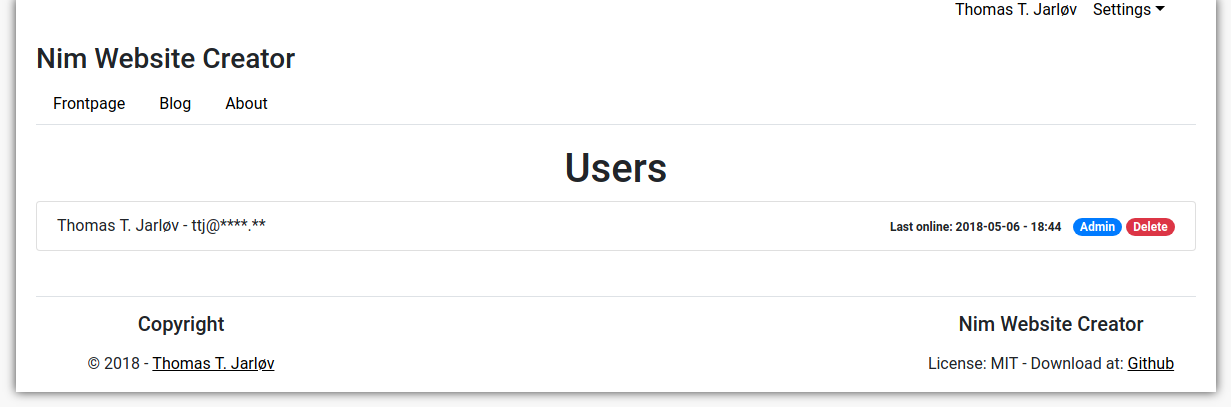 Thomas T. Jarløv Settings
Nim Website Creator
Frontpage Blog About
Users
Thomas T. Jarløv - ttj@****.** Last online: 2018-05-06 - 18:44 Admin Delete
Copyright Nim Website Creator
© 2018 - Thomas T. Jarløv License: MIT - Download at: Github